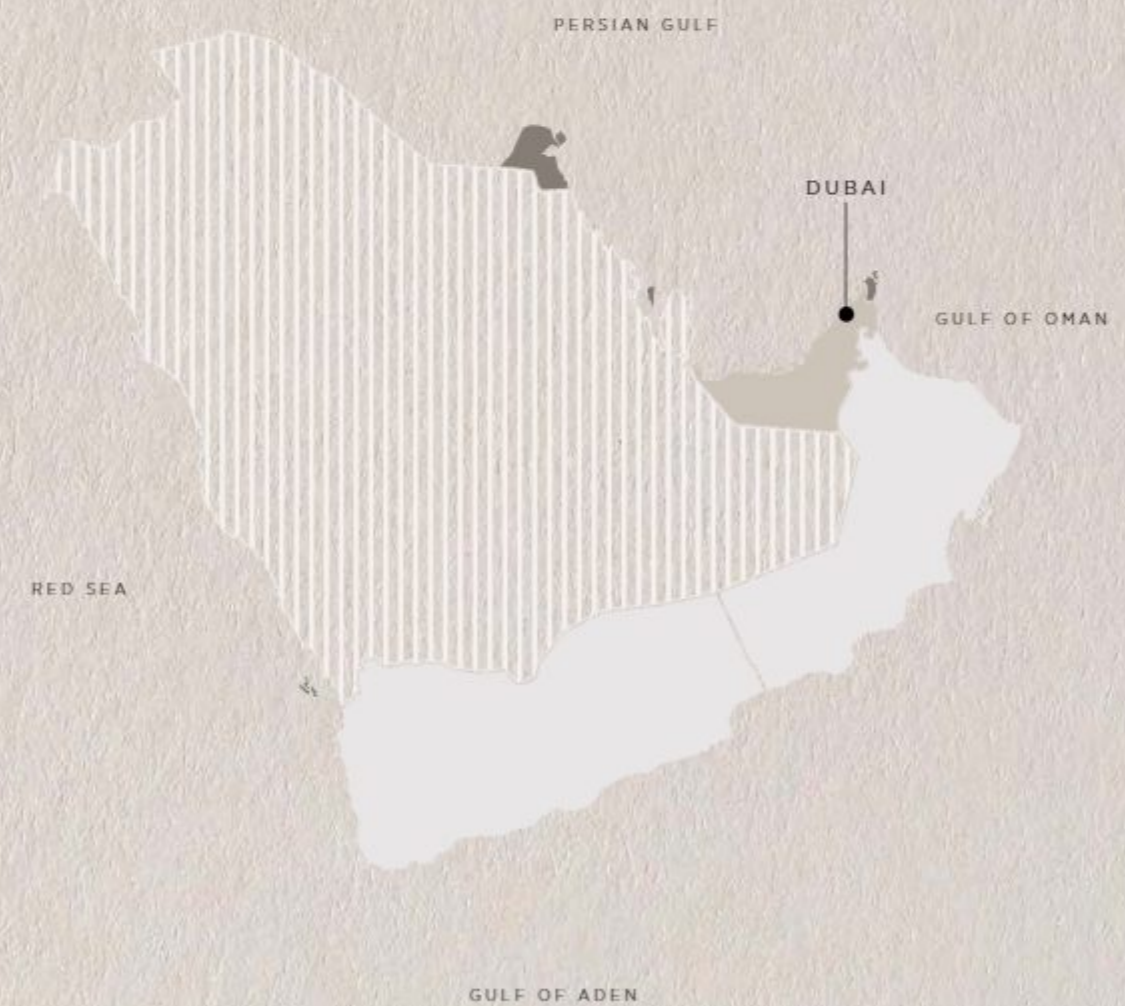 PERSIAN GULF
DUBAI
GULF OF OMAN
RED SEA
GULF OF ADEN